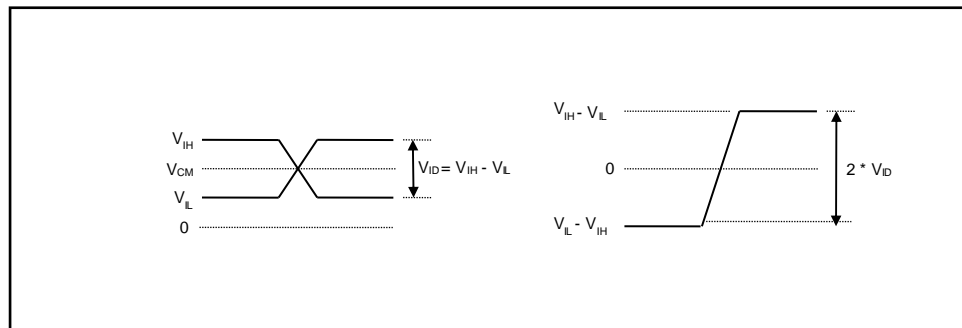 V_IH
V_CM
V_IL
0
V_ID = V_IH - V_IL
V_IH - V_IL
0
V_IL - V_IH
2 * V_ID